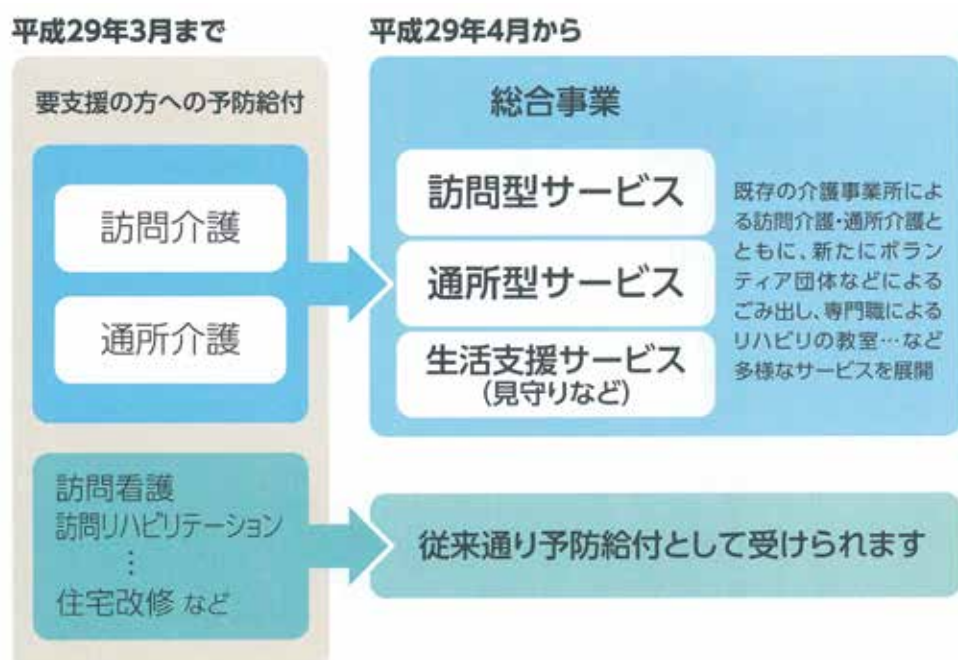 平成29年3月まで
要支援の方への予防給付
訪問介護
通所介護
訪問看護
訪問リハビリテーション
⋮
住宅改修 など
平成29年4月から
総合事業
訪問型サービス
通所型サービス
生活支援サービス
(見守りなど)
既存の介護事業所によ
る訪問介護・通所介護と
ともに、新たにボラン
ティア団体などによる
ごみ出し、専門職による
リハビリの教室…など
多様なサービスを展開
従来通り予防給付として受けられます